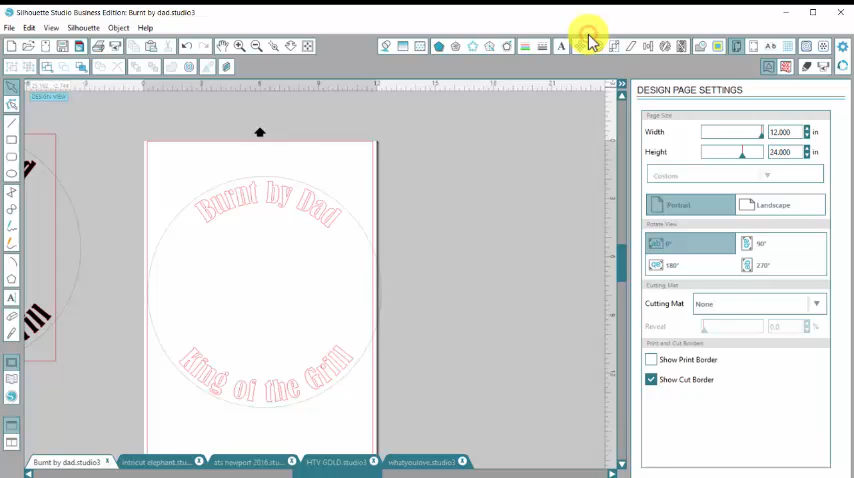 Silhouette Studio Business Edition: Burnt by dad.studio3
File Edit View Silhouette Object Help
DESIGN VIEW
DESIGN PAGE SETTINGS
Page Size
Width 12.000 in
Height 24.000 in
Custom
Portrait Landscape
Rotate View
0° 90°
180° 270°
Cutting Mat
Cutting Mat None
Reveal 0.0 %
Print and Cut Borders
Show Print Border
Show Cut Border
Burnt by Dad
King of the Grill
Burnt by dad.studio3 intricut elephant.stu... ats newport 2016.stu... HTV GOLD.studio3 whatyoulove.studio3